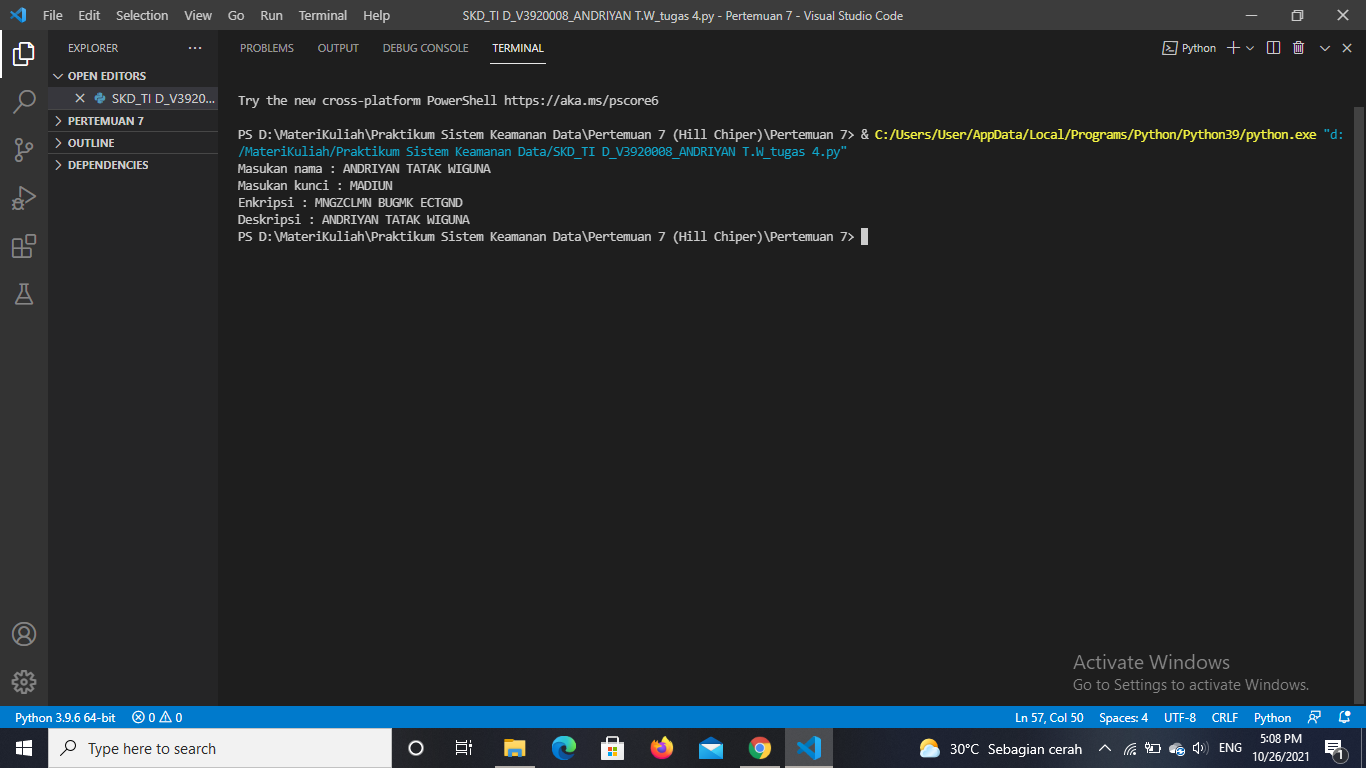 File Edit Selection View Go Run Terminal Help SKD_TI D_V3920008_ANDRIYAN T.W_tugas 4.py - Pertemuan 7 - Visual Studio Code
EXPLORER
OPEN EDITORS
SKD_TI D_V3920...
PERTEMUAN 7
OUTLINE
DEPENDENCIES
PROBLEMS OUTPUT DEBUG CONSOLE TERMINAL Python
Try the new cross-platform PowerShell https://aka.ms/pscore6
PS D:\MateriKuliah\Praktikum Sistem Keamanan Data\Pertemuan 7 (Hill Chiper)\Pertemuan 7> & C:/Users/User/AppData/Local/Programs/Python/Python39/python.exe "d:
/MateriKuliah/Praktikum Sistem Keamanan Data/SKD_TI D_V3920008_ANDRIYAN T.W_tugas 4.py"
Masukan nama : ANDRIYAN TATAK WIGUNA
Masukan kunci : MADIUN
Enkripsi : MNGZCLMN BUGMK ECTGND
Deskripsi : ANDRIYAN TATAK WIGUNA
PS D:\MateriKuliah\Praktikum Sistem Keamanan Data\Pertemuan 7 (Hill Chiper)\Pertemuan 7>
Activate Windows
Go to Settings to activate Windows.
Python 3.9.6 64-bit 0 0 Ln 57, Col 50 Spaces: 4 UTF-8 CRLF Python
Type here to search 30°C Sebagian cerah ENG
5:08 PM
10/26/2021
1